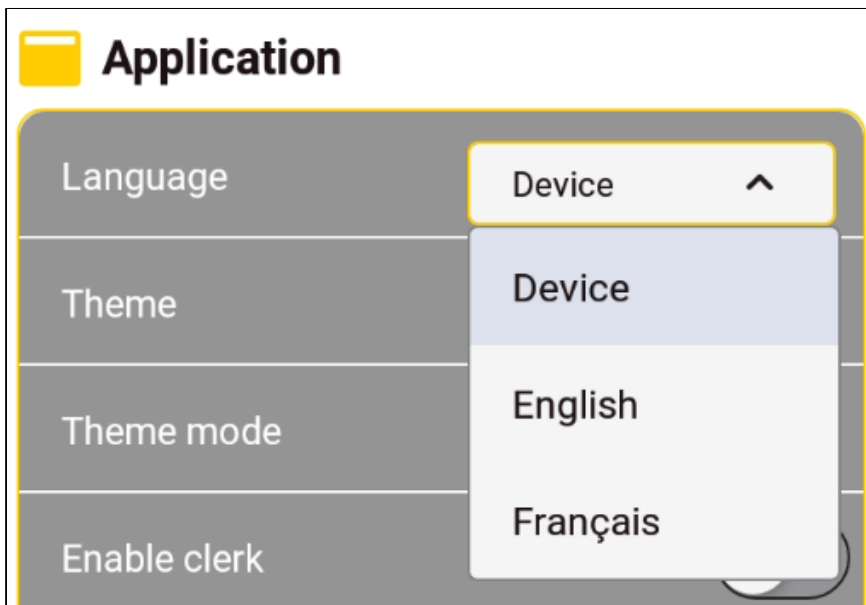 Application
Language
Device
Device
Theme
English
Theme mode
Français
Enable clerk